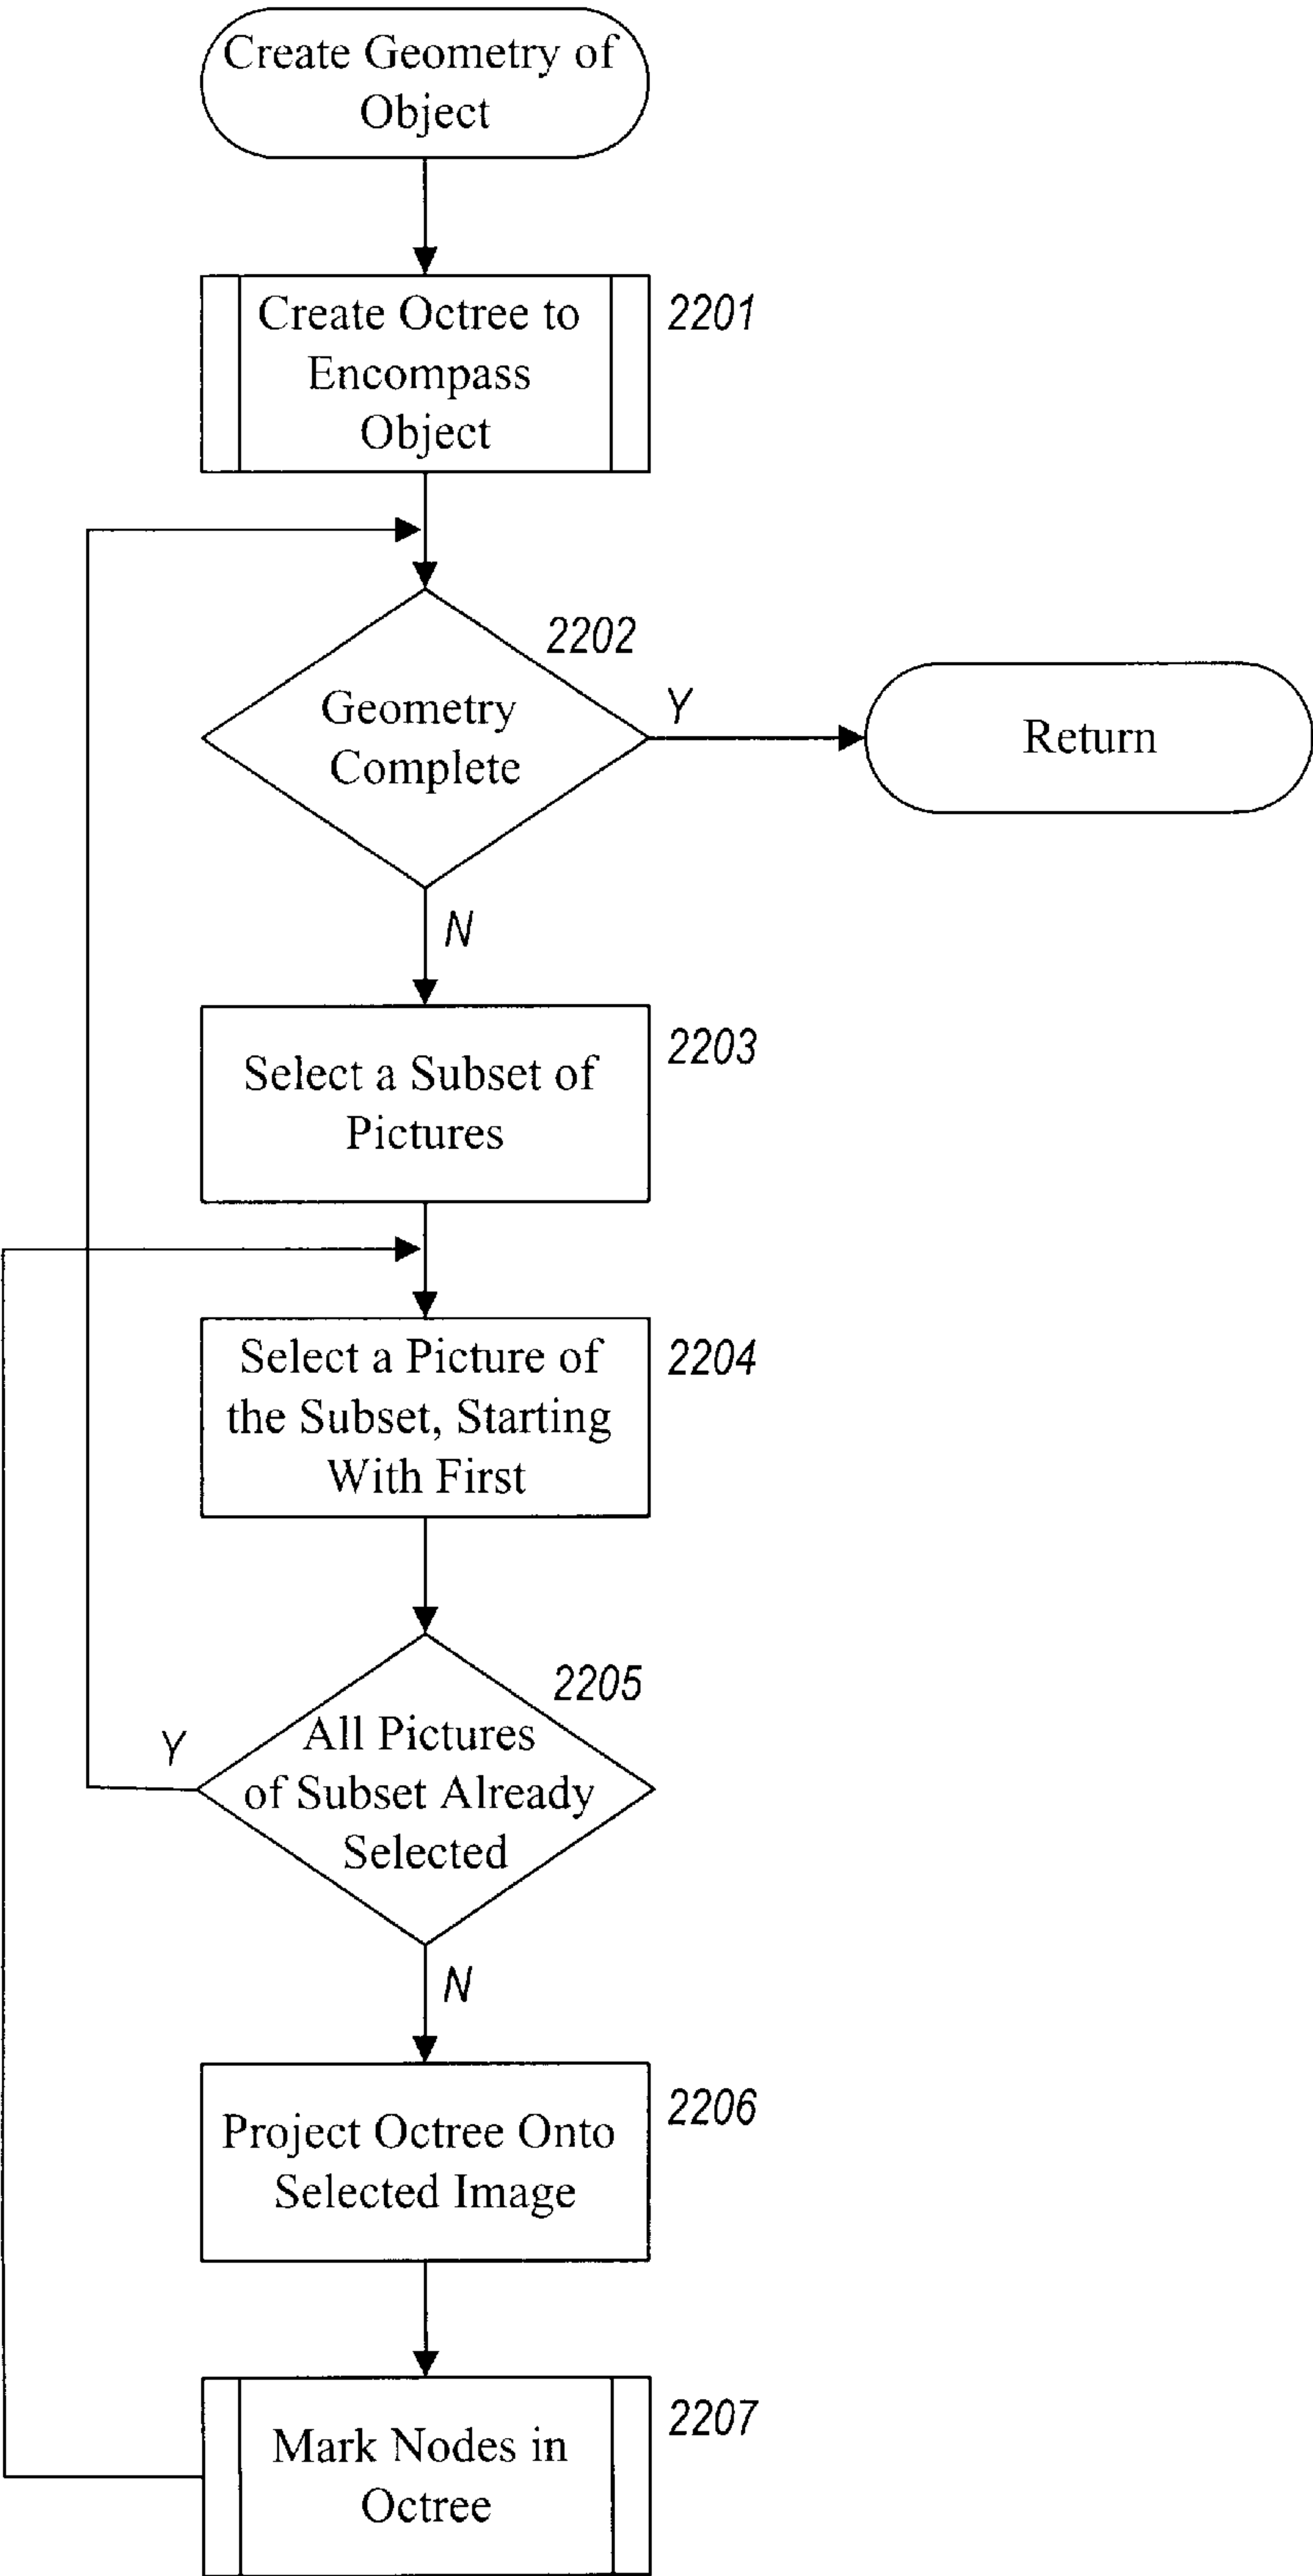 Create Geometry of
Object
Create Octree to
Encompass
Object
2201
2202
Geometry
Complete
Y
Return
N
Select a Subset of
Pictures
2203
Select a Picture of
the Subset, Starting
With First
2204
2205
All Pictures
of Subset Already
Selected
Y
N
Project Octree Onto
Selected Image
2206
Mark Nodes in
Octree
2207